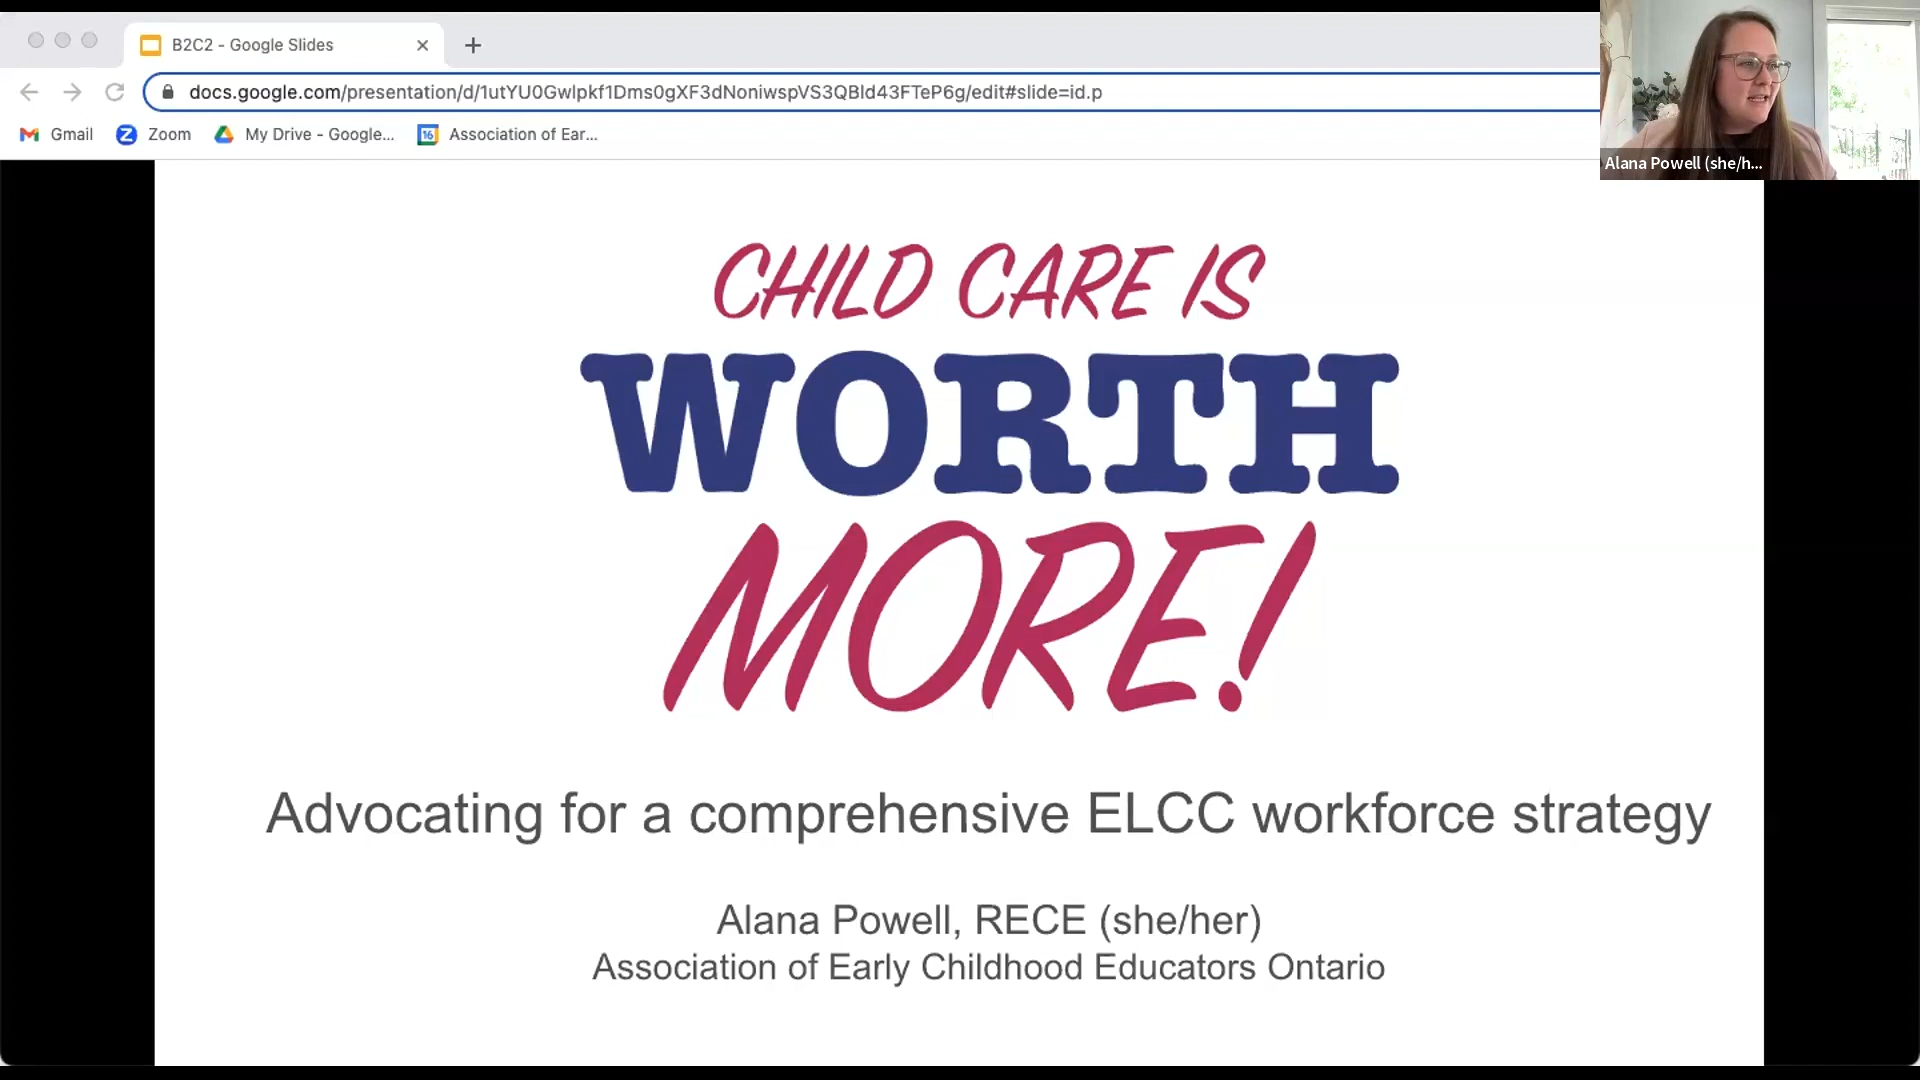 B2C2 - Google Slides
docs.google.com/presentation/d/1utYU0Gwlpkf1Dms0gXF3dNoniwspVS3QBld43FTeP6g/edit#slide=id.p
Gmail Zoom My Drive - Google... 16 Association of Ear...
Alana Powell (she/h...
CHILD CARE IS
WORTH
MORE!
Advocating for a comprehensive ELCC workforce strategy
Alana Powell, RECE (she/her)
Association of Early Childhood Educators Ontario